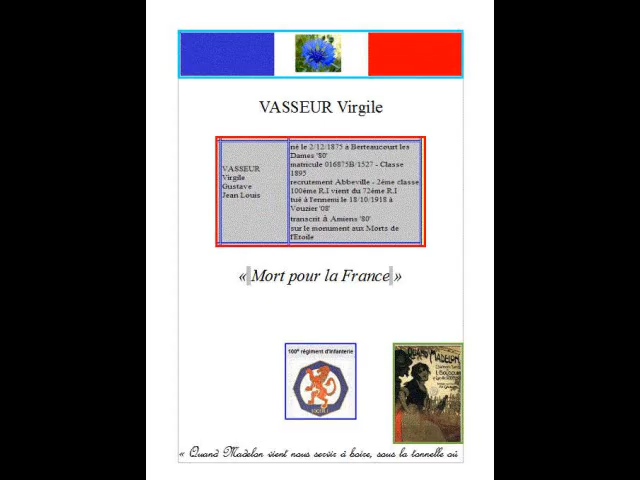 VASSEUR Virgile
VASSEUR
Virgile
Gustave
Jean Louis
né le 2/12/1875 à Berteaucourt les
Dames '80'
matricule 016875B/1527 - Classe
1895
recrutement Abbeville - 2ème classe
100ème R.I vient du 72ème R.I
tué à l'ennemi le 18/10/1918 à
Vouzier '08'
transcrit à Amiens '80'
sur le monument aux Morts de
l'Etoile
« Mort pour la France »
100e régiment d'Infanterie
QUAND MADELON
« Quand Madelon vient nous servir à boire, sous la tonnelle où